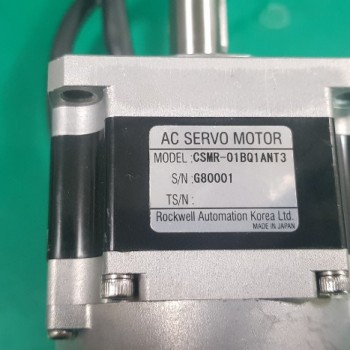 AC SERVO MOTOR
MODEL : CSMR-01BQ1ANT3
S/N : G80001
TS/N :
Rockwell Automation Korea Ltd.
MADE IN JAPAN